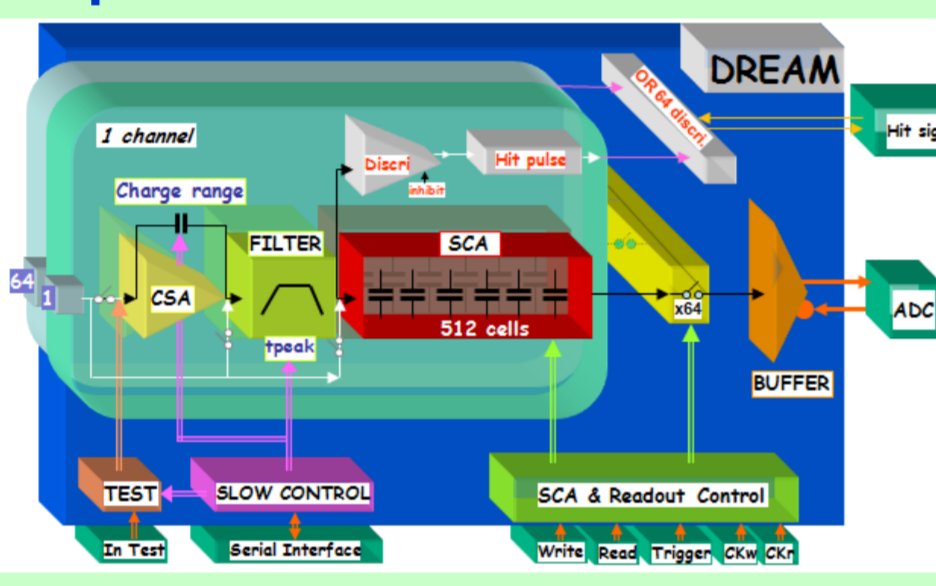 DREAM
OR 64 discri.
1 channel
Discri
Hit pulse
inhibit
Charge range
FILTER
SCA
64
1
CSA
x64
ADC
512 cells
tpeak
BUFFER
TEST
SLOW CONTROL
SCA & Readout Control
In Test
Serial Interface
Write
Read
Trigger
CKw
CKr
Hit